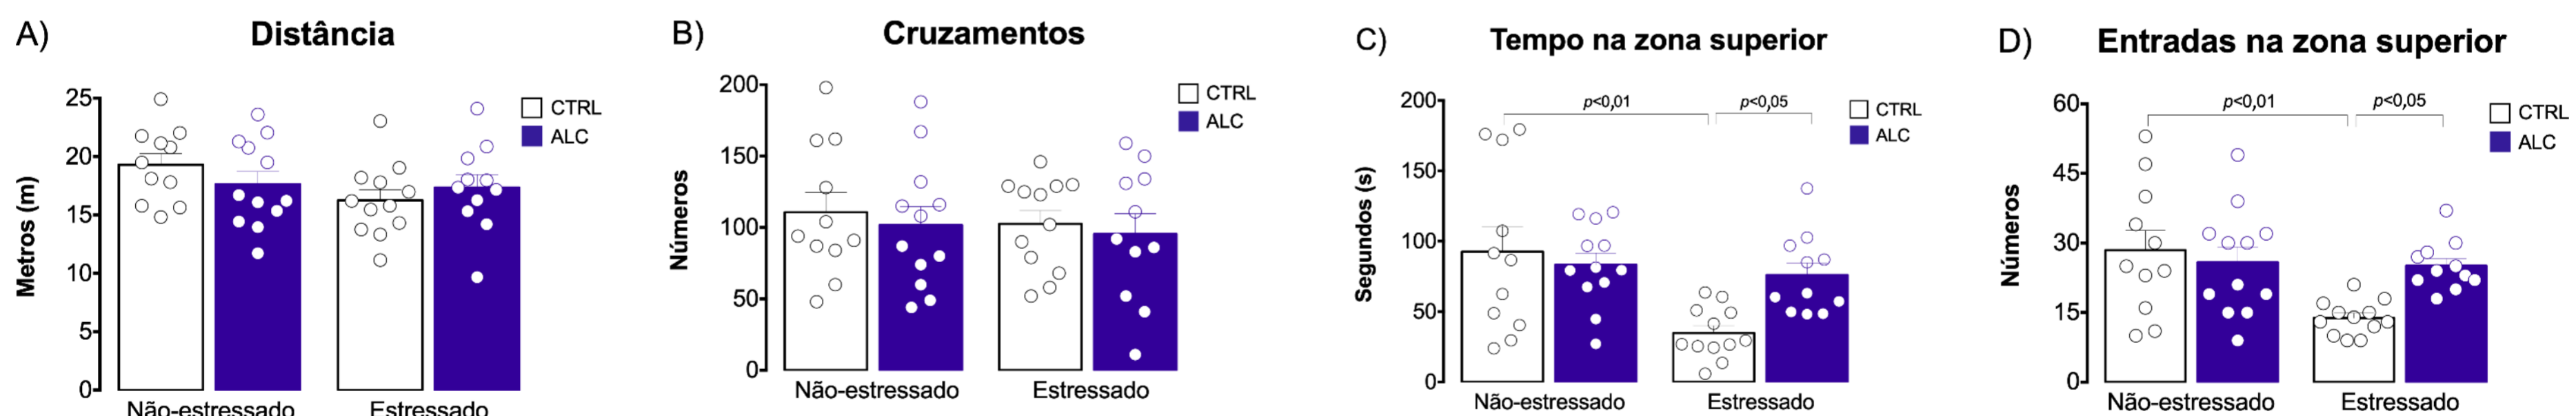 A) Distância
Metros (m)
25
20
15
10
5
0
CTRL
ALC
Não-estressado Estressado
B) Cruzamentos
Números
200
150
100
50
0
CTRL
ALC
Não-estressado Estressado
C) Tempo na zona superior
Segundos (s)
200
150
100
50
0
p<0,01 p<0,05
CTRL
ALC
Não-estressado Estressado
D) Entradas na zona superior
Números
60
45
30
15
0
p<0,01 p<0,05
CTRL
ALC
Não-estressado Estressado